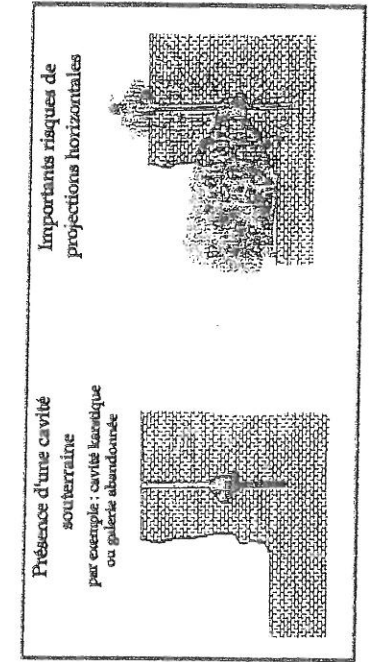 Présence d'une cavité
souterraine
par exemple : cavité karstique
ou galerie abandonnée
Importants risques de
projections horizontales